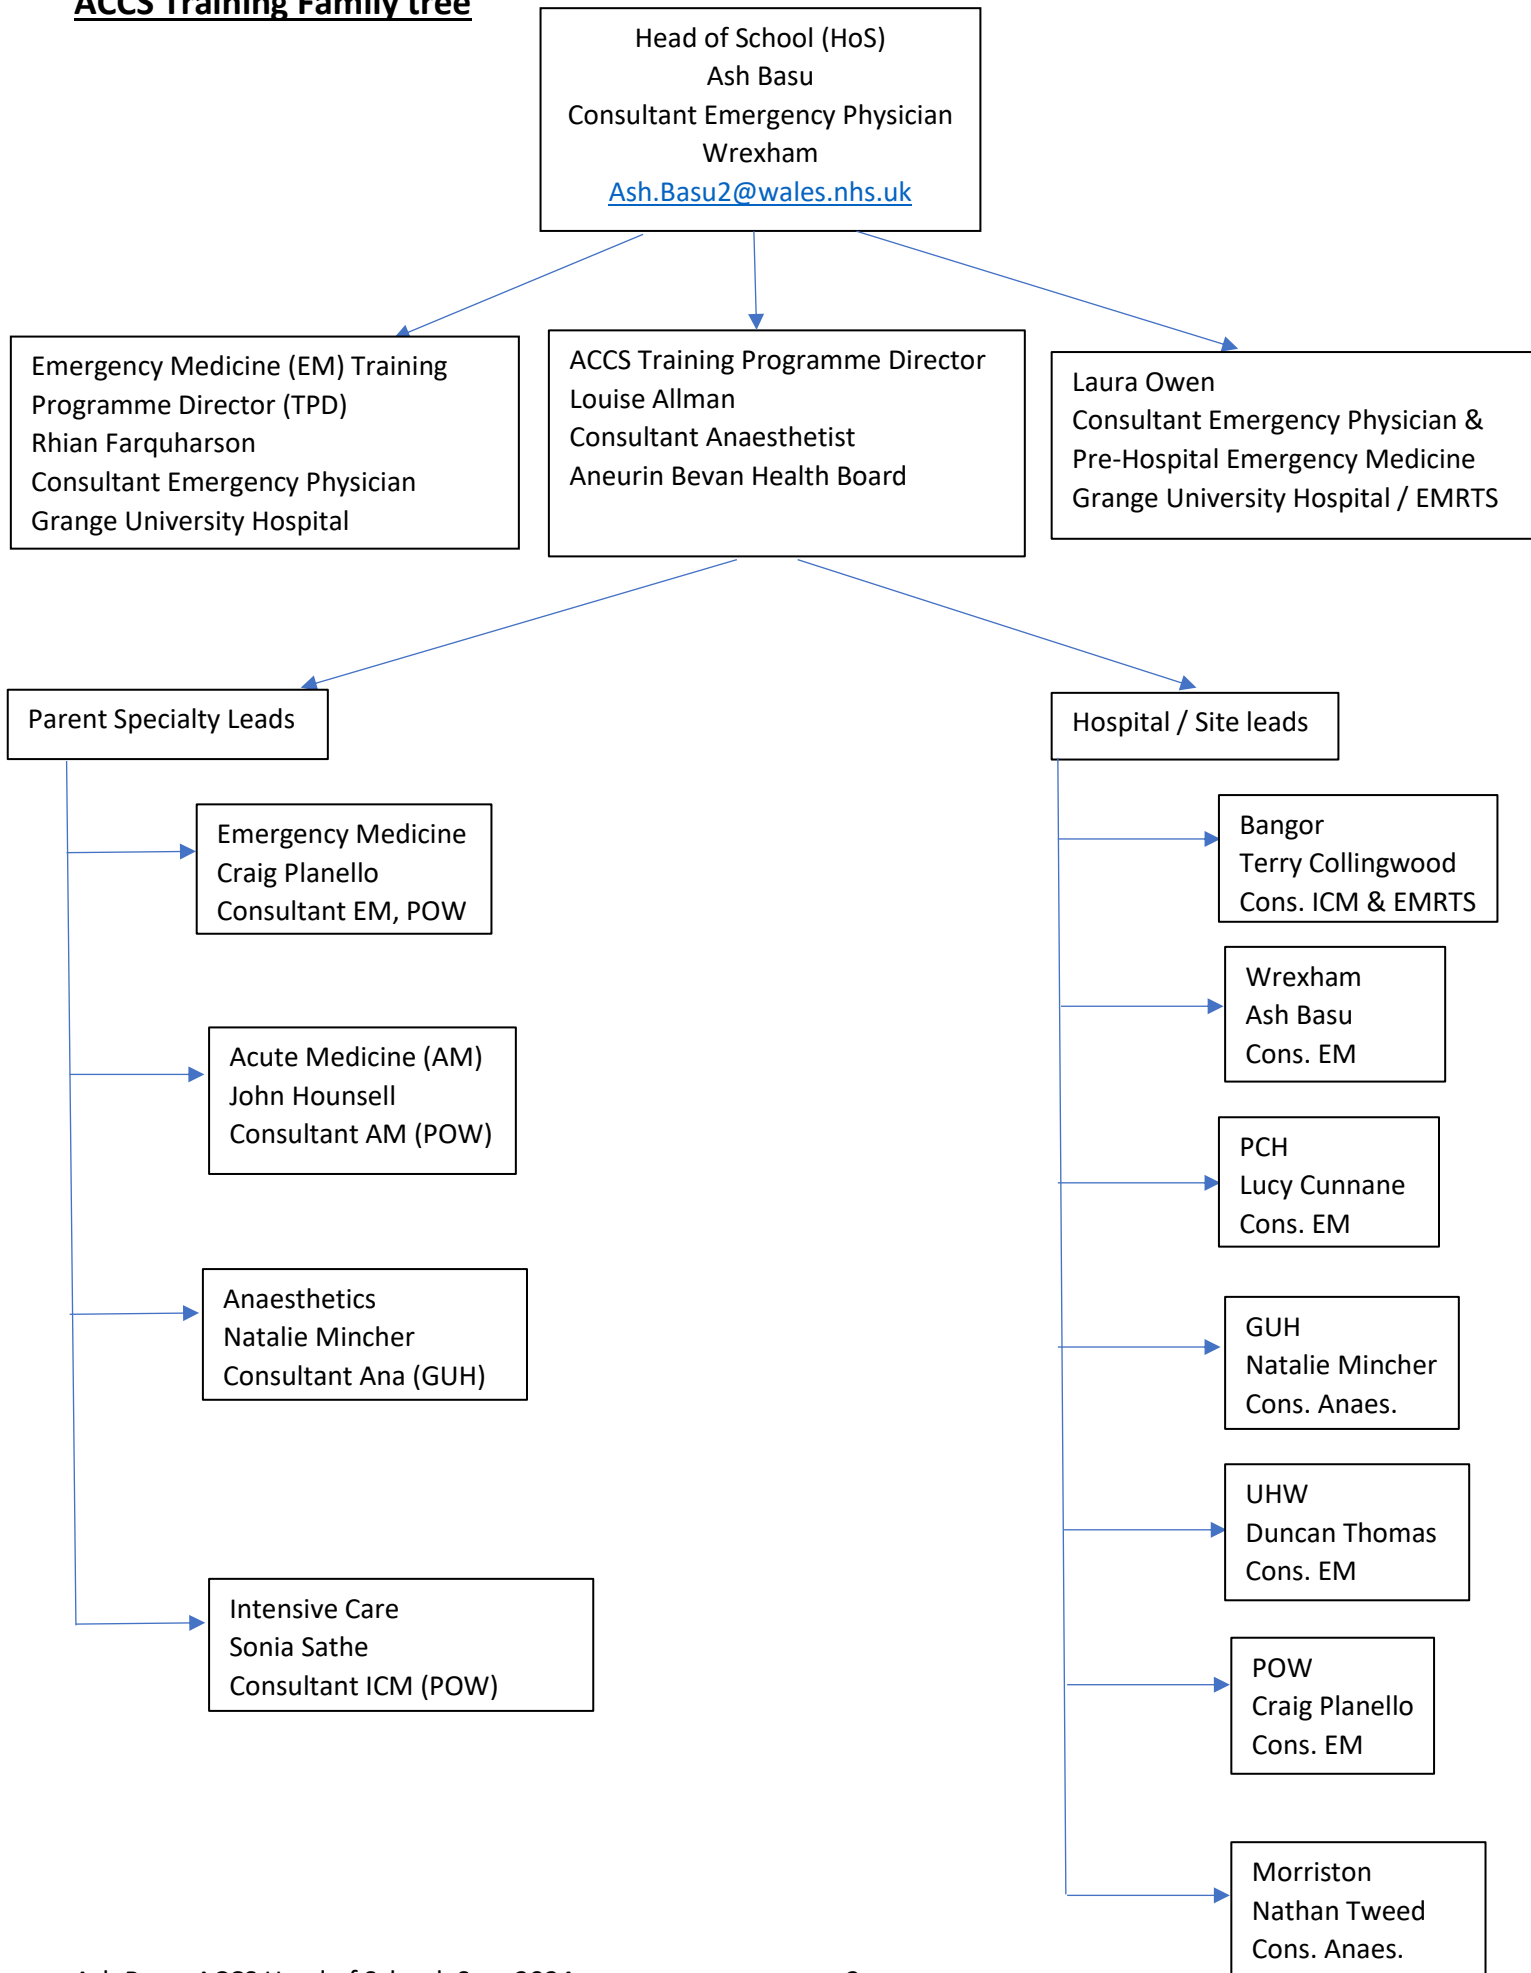 ACCS Training Family tree
Head of School (HoS)
Ash Basu
Consultant Emergency Physician
Wrexham
Ash.Basu2@wales.nhs.uk
Emergency Medicine (EM) Training
Programme Director (TPD)
Rhian Farquharson
Consultant Emergency Physician
Grange University Hospital
ACCS Training Programme Director
Louise Allman
Consultant Anaesthetist
Aneurin Bevan Health Board
Laura Owen
Consultant Emergency Physician &
Pre-Hospital Emergency Medicine
Grange University Hospital / EMRTS
Parent Specialty Leads
Emergency Medicine
Craig Planello
Consultant EM, POW
Acute Medicine (AM)
John Hounsell
Consultant AM (POW)
Anaesthetics
Natalie Mincher
Consultant Ana (GUH)
Intensive Care
Sonia Sathe
Consultant ICM (POW)
Hospital / Site leads
Bangor
Terry Collingwood
Cons. ICM & EMRTS
Wrexham
Ash Basu
Cons. EM
PCH
Lucy Cunnane
Cons. EM
GUH
Natalie Mincher
Cons. Anaes.
UHW
Duncan Thomas
Cons. EM
POW
Craig Planello
Cons. EM
Morriston
Nathan Tweed
Cons. Anaes.